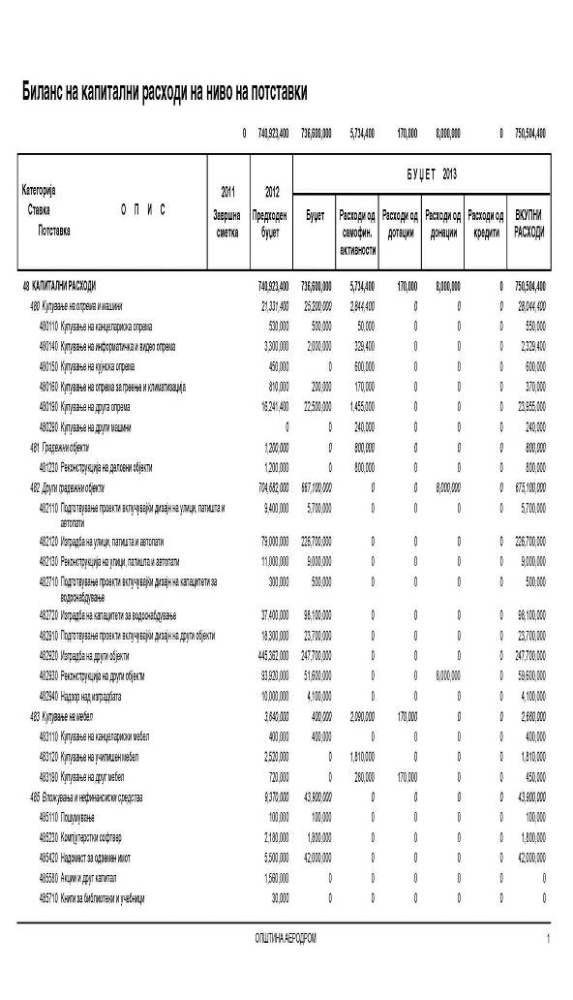 Биланс на капитални расходи на ниво на потставки
0 740,923,400 736,600,000 5,734,400 170,000 8,000,000 0 750,504,400
БУЏЕТ 2013
Категорија
Ставка
Потставка
О П И С
2011
Завршна
сметка
2012
Предходен
буџет
Буџет
Расходи од
самофин.
активности
Расходи од
дотации
Расходи од
донации
Расходи од
кредити
ВКУПНИ
РАСХОДИ
48 КАПИТАЛНИ РАСХОДИ 740,923,400 736,600,000 5,734,400 170,000 8,000,000 0 750,504,400
480 Купување на опрема и машини 21,331,400 25,200,000 2,844,400 0 0 0 28,044,400
480110 Купување на канцелариска опрема 530,000 500,000 50,000 0 0 0 550,000
480140 Купување на информатичка и видео опрема 3,300,000 2,000,000 329,400 0 0 0 2,329,400
480150 Купување на кујнска опрема 450,000 0 600,000 0 0 0 600,000
480160 Купување на опрема за греење и климатизација 810,000 200,000 170,000 0 0 0 370,000
480190 Купување на друга опрема 16,241,400 22,500,000 1,455,000 0 0 0 23,955,000
480290 Купување на други машини 0 0 240,000 0 0 0 240,000
481 Градежни објекти 1,200,000 0 800,000 0 0 0 800,000
481230 Реконструкција на деловни објекти 1,200,000 0 800,000 0 0 0 800,000
482 Други градежни објекти 704,682,000 667,100,000 0 0 8,000,000 0 675,100,000
482110 Подготвување проекти вклучувајќи дизајн на улици, патишта и 9,400,000 5,700,000 0 0 0 0 5,700,000
автопати
482120 Изградба на улици, патишта и автопати 79,000,000 226,700,000 0 0 0 0 226,700,000
482130 Реконструкција на улици, патишта и автопати 11,000,000 9,000,000 0 0 0 0 9,000,000
482710 Подготвување проекти вклучувајќи дизајн на капацитети за 300,000 500,000 0 0 0 0 500,000
водоснабдување
482720 Изградба на капацитети за водоснабдување 37,400,000 98,100,000 0 0 0 0 98,100,000
482910 Подготвување проекти вклучувајќи дизајн на други објекти 18,300,000 23,700,000 0 0 0 0 23,700,000
482920 Изградба на други објекти 445,362,000 247,700,000 0 0 0 0 247,700,000
482930 Реконструкција на други објекти 93,920,000 51,600,000 0 0 8,000,000 0 59,600,000
482940 Надзор над изградбата 10,000,000 4,100,000 0 0 0 0 4,100,000
483 Купување на мебел 3,640,000 400,000 2,090,000 170,000 0 0 2,660,000
483110 Купување на канцелариски мебел 400,000 400,000 0 0 0 0 400,000
483120 Купување на училишен мебел 2,520,000 0 1,810,000 0 0 0 1,810,000
483190 Купување на друг мебел 720,000 0 280,000 170,000 0 0 450,000
485 Вложувања и нефинансиски средства 9,370,000 43,900,000 0 0 0 0 43,900,000
485110 Пошумување 100,000 100,000 0 0 0 0 100,000
485230 Компјутерстки софтвер 2,180,000 1,800,000 0 0 0 0 1,800,000
485420 Надомест за одземен имот 5,500,000 42,000,000 0 0 0 0 42,000,000
485580 Акции и друг капитал 1,560,000 0 0 0 0 0 0
485710 Книги за библиотеки и учебници 30,000 0 0 0 0 0 0
ОПШТИНА АЕРОДРОМ 1